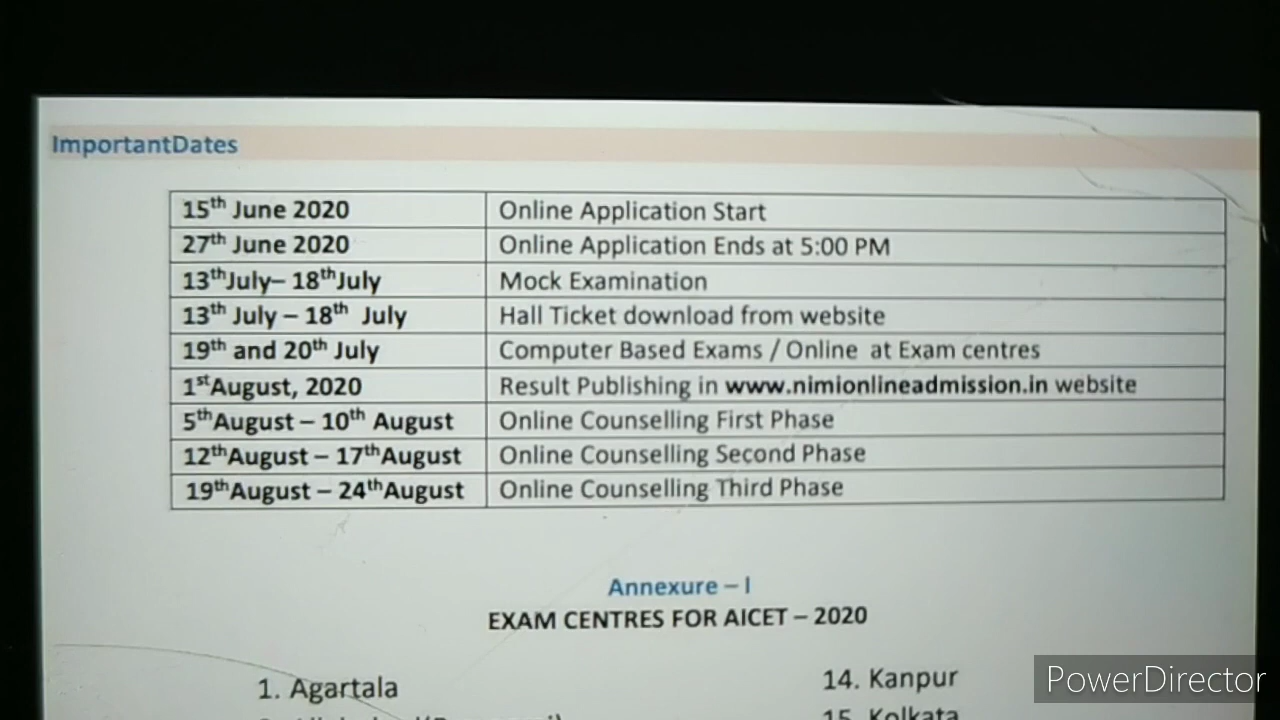 ImportantDates
15th June 2020 Online Application Start
27th June 2020 Online Application Ends at 5:00 PM
13thJuly– 18thJuly Mock Examination
13th July – 18th July Hall Ticket download from website
19th and 20th July Computer Based Exams / Online at Exam centres
1stAugust, 2020 Result Publishing in www.nimionlineadmission.in website
5thAugust – 10th August Online Counselling First Phase
12thAugust – 17thAugust Online Counselling Second Phase
19thAugust – 24thAugust Online Counselling Third Phase
Annexure – I
EXAM CENTRES FOR AICET – 2020
1. Agartala 14. Kanpur
15. Kolkata
PowerDirector